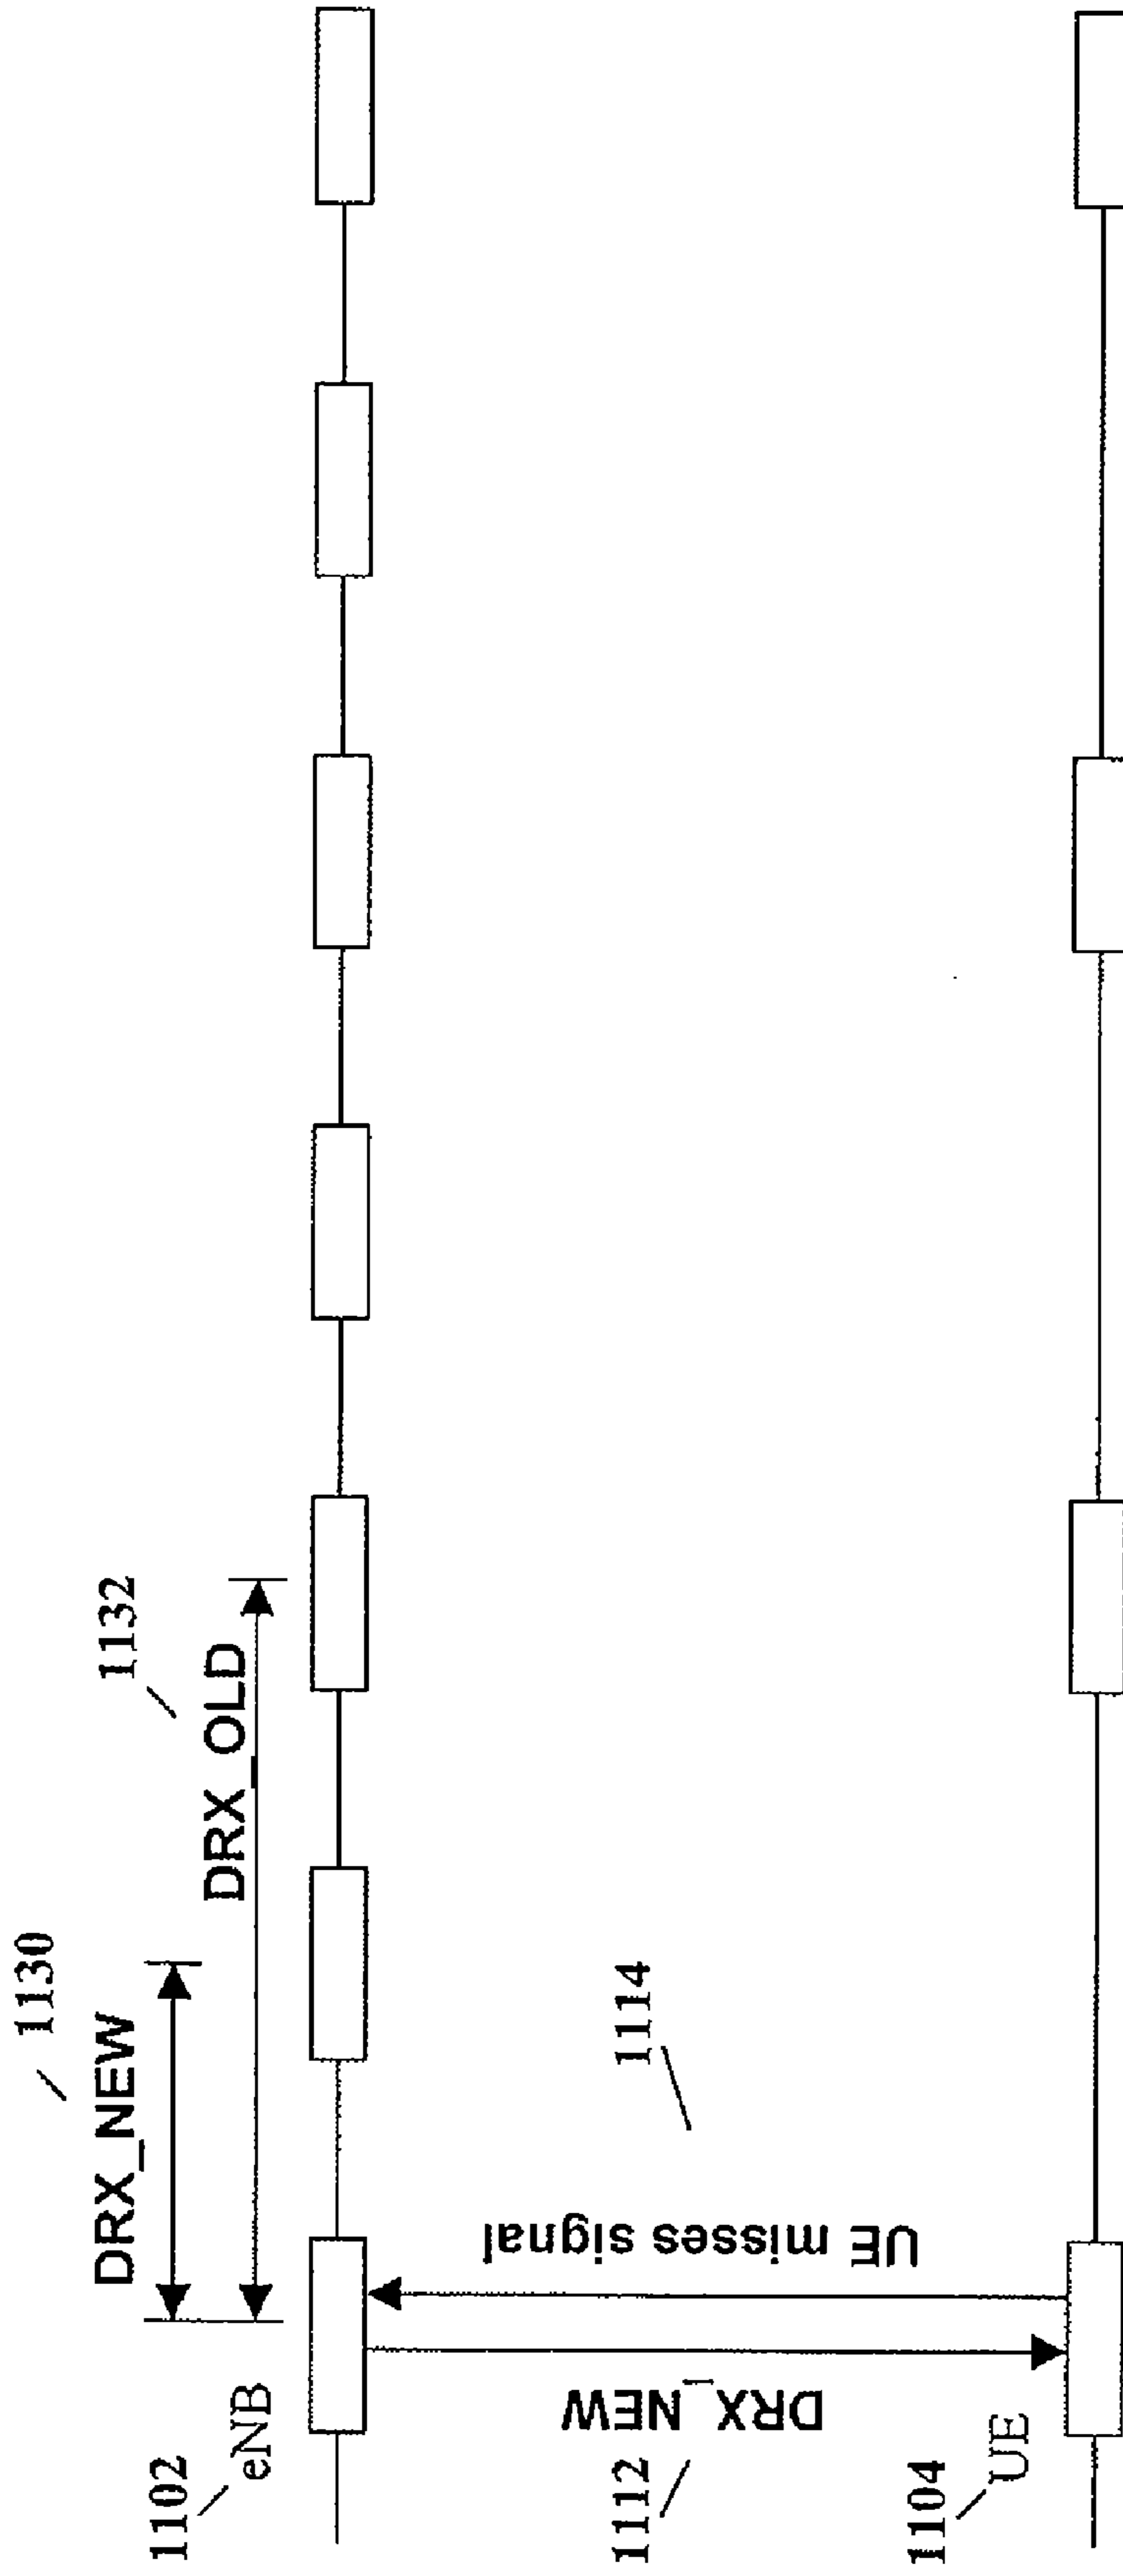 1130
DRX_NEW
1132
DRX_OLD
1102
eNB
1112
DRX_NEW
UE misses signal
1114
1104
UE